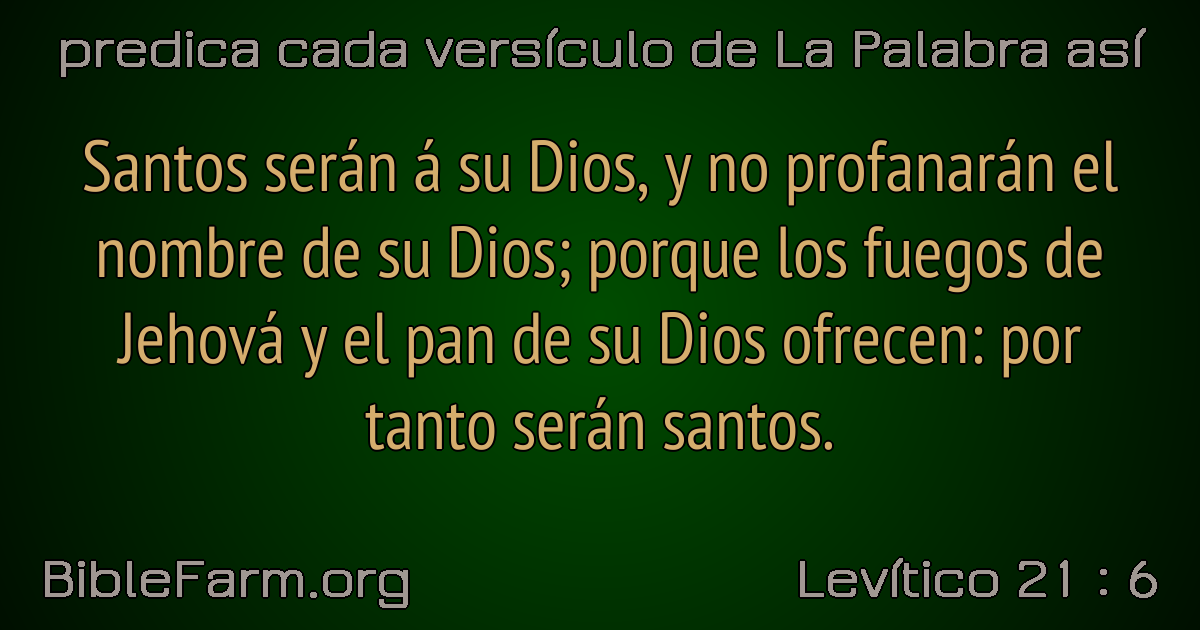 predica cada versículo de La Palabra así
Santos serán á su Dios, y no profanarán el
nombre de su Dios; porque los fuegos de
Jehová y el pan de su Dios ofrecen: por
tanto serán santos.
BibleFarm.org
Levítico 21 : 6